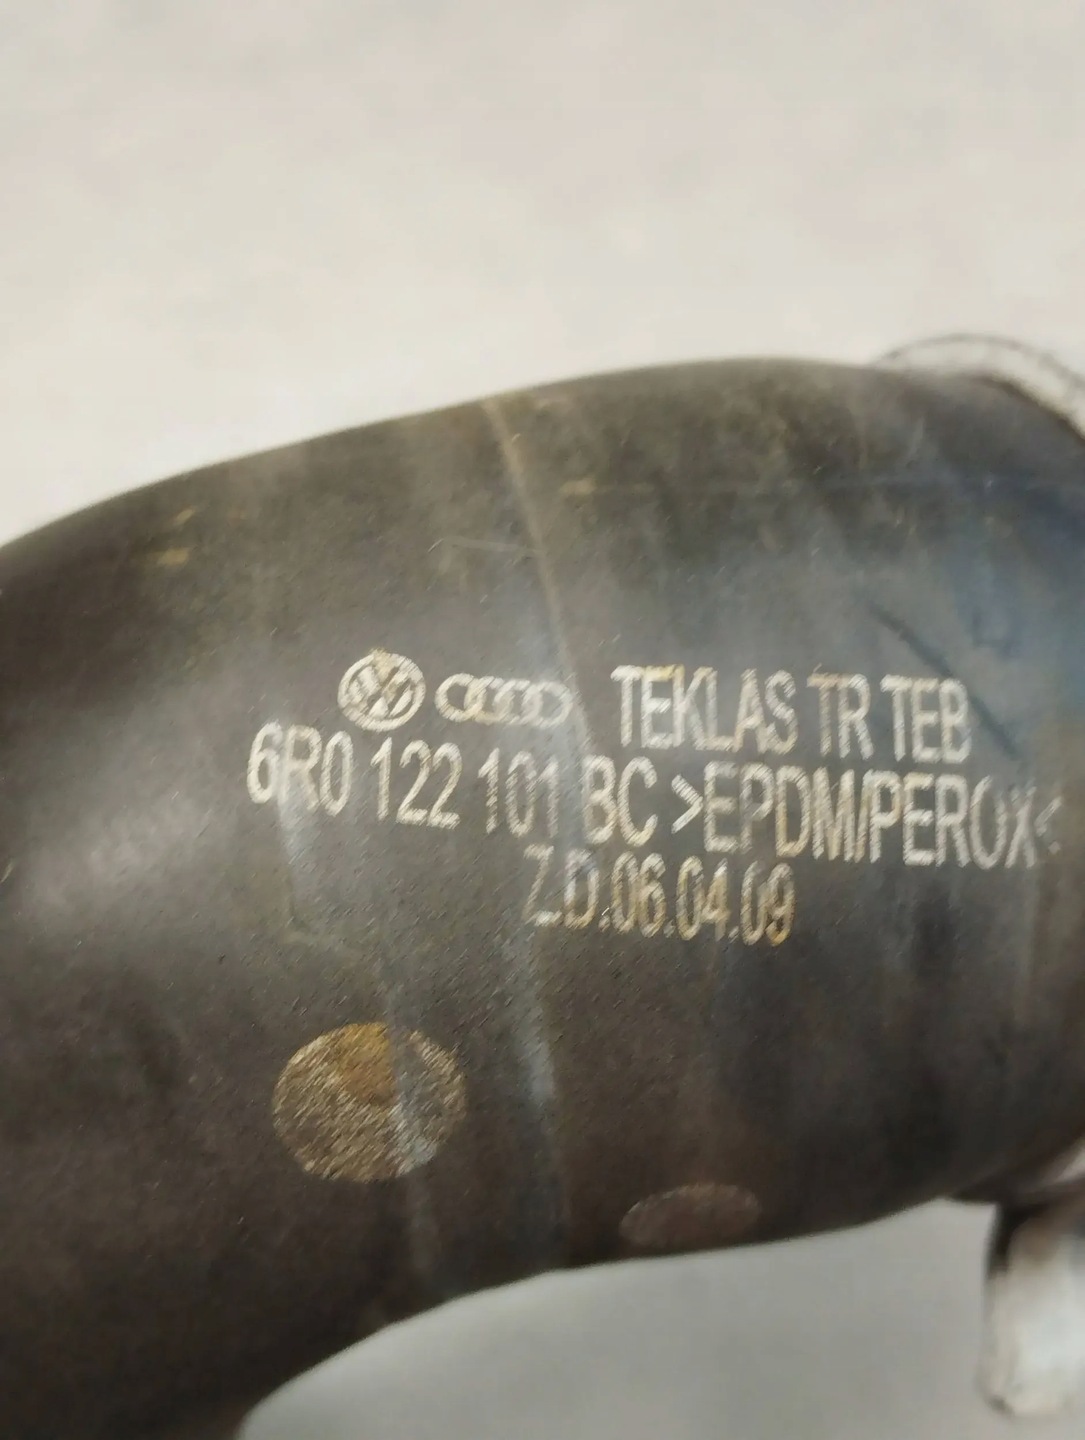 TEKLAS TR TEB
6R0 122 101 BC >EPDM/PEROX<
Z.D.06.04.09